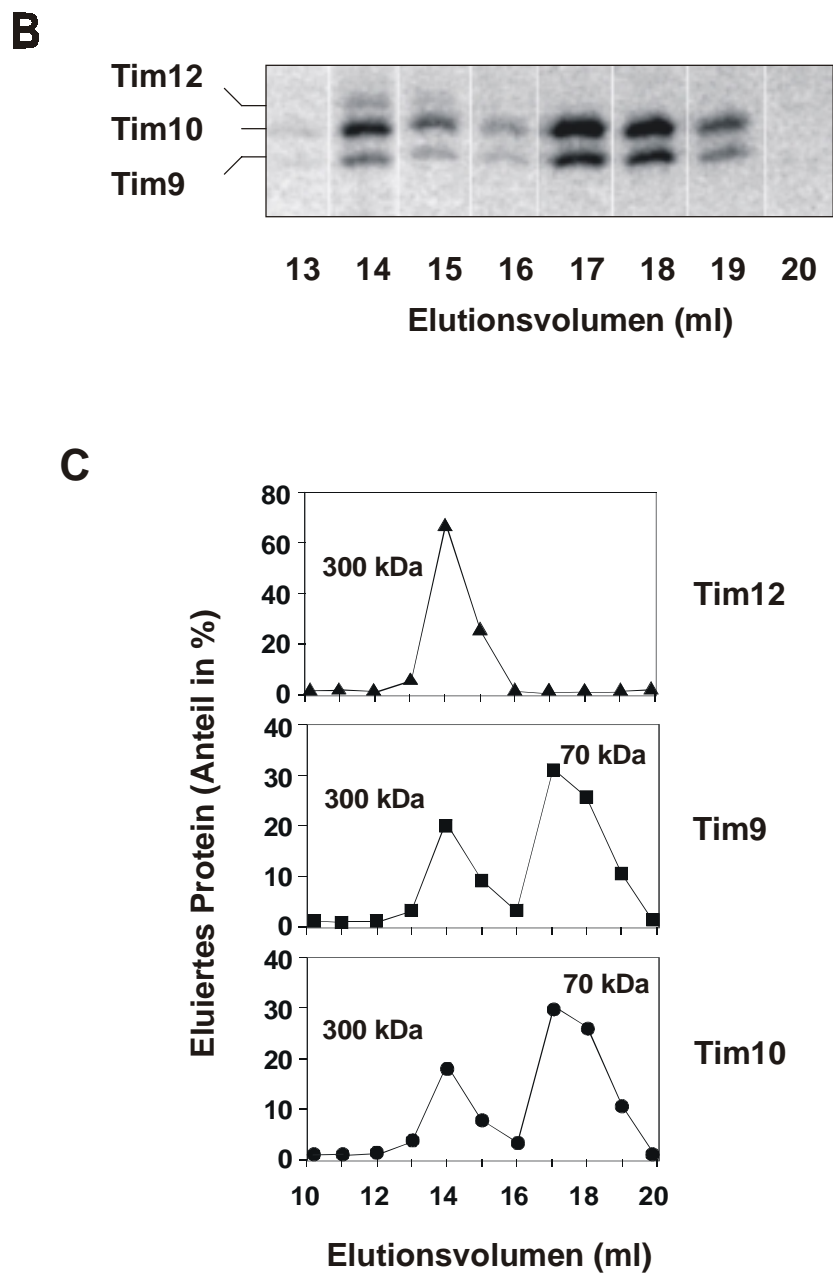 B
Tim12
Tim10
Tim9
13 14 15 16 17 18 19 20
Elutionsvolumen (ml)
C
80
60
40
20
0
300 kDa
Tim12
40
30
20
10
0
300 kDa
70 kDa
Tim9
40
30
20
10
0
300 kDa
70 kDa
Tim10
Eluiertes Protein (Anteil in %)
10 12 14 16 18 20
Elutionsvolumen (ml)